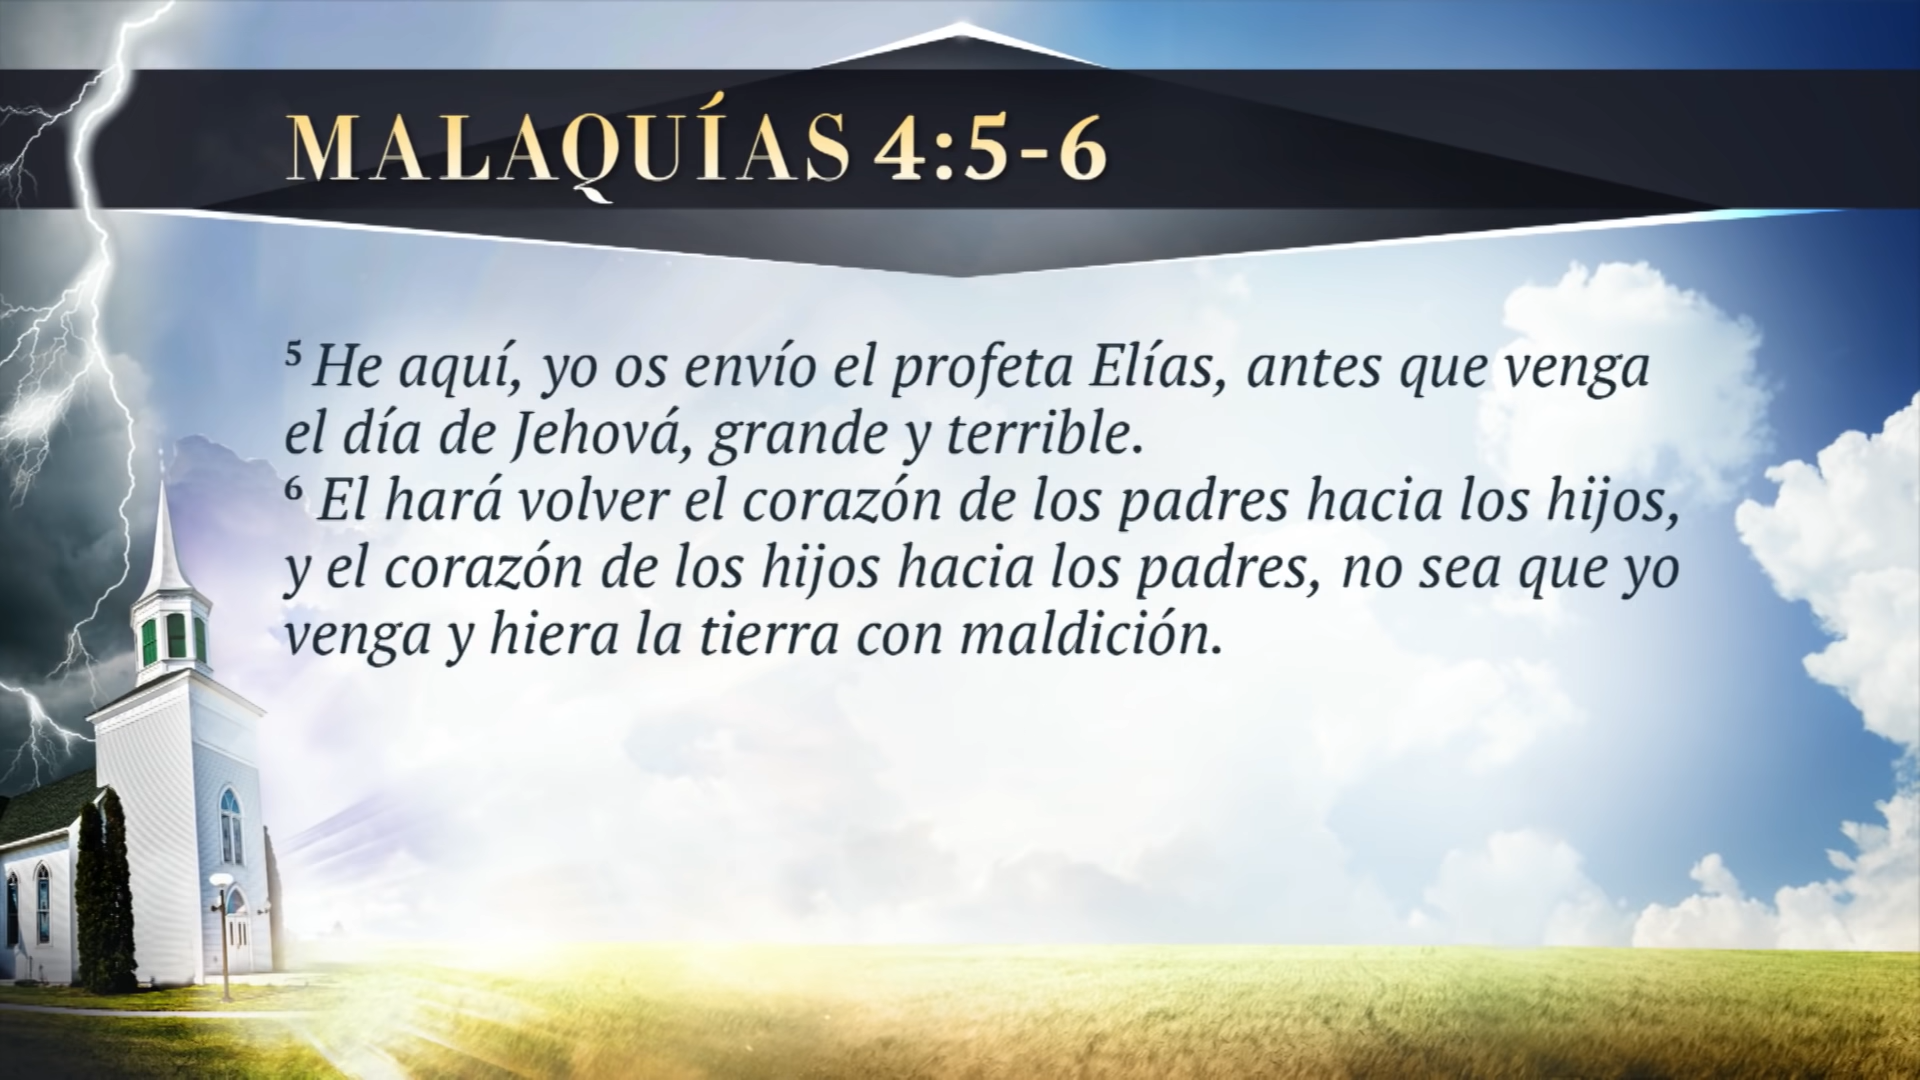 MALAQUÍAS 4:5-6
⁵ He aquí, yo os envío el profeta Elías, antes que venga
el día de Jehová, grande y terrible.
⁶ El hará volver el corazón de los padres hacia los hijos,
y el corazón de los hijos hacia los padres, no sea que yo
venga y hiera la tierra con maldición.